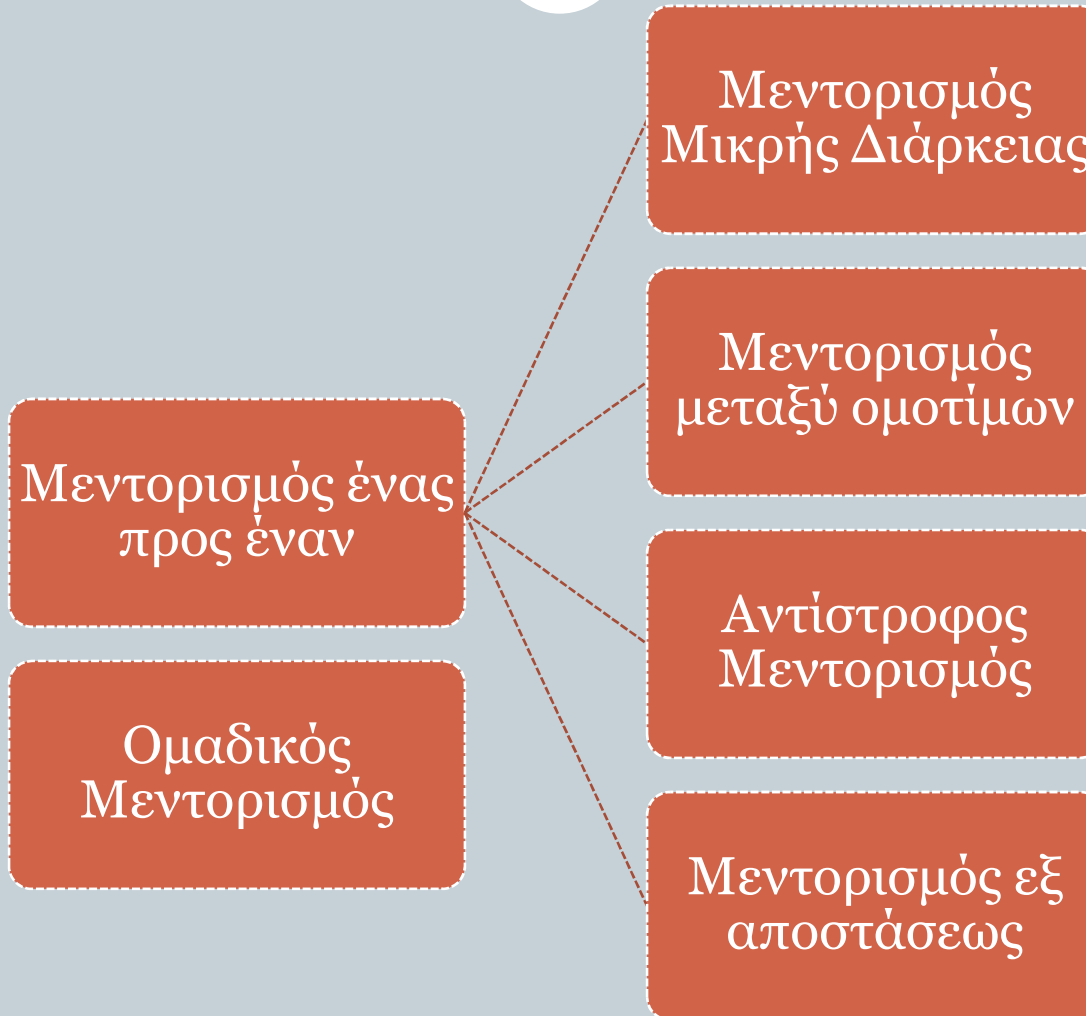 Μεντορισμός ένας
προς έναν
Ομαδικός
Μεντορισμός
Μεντορισμός
Μικρής Διάρκειας
Μεντορισμός
μεταξύ ομοτίμων
Αντίστροφος
Μεντορισμός
Μεντορισμός εξ
αποστάσεως